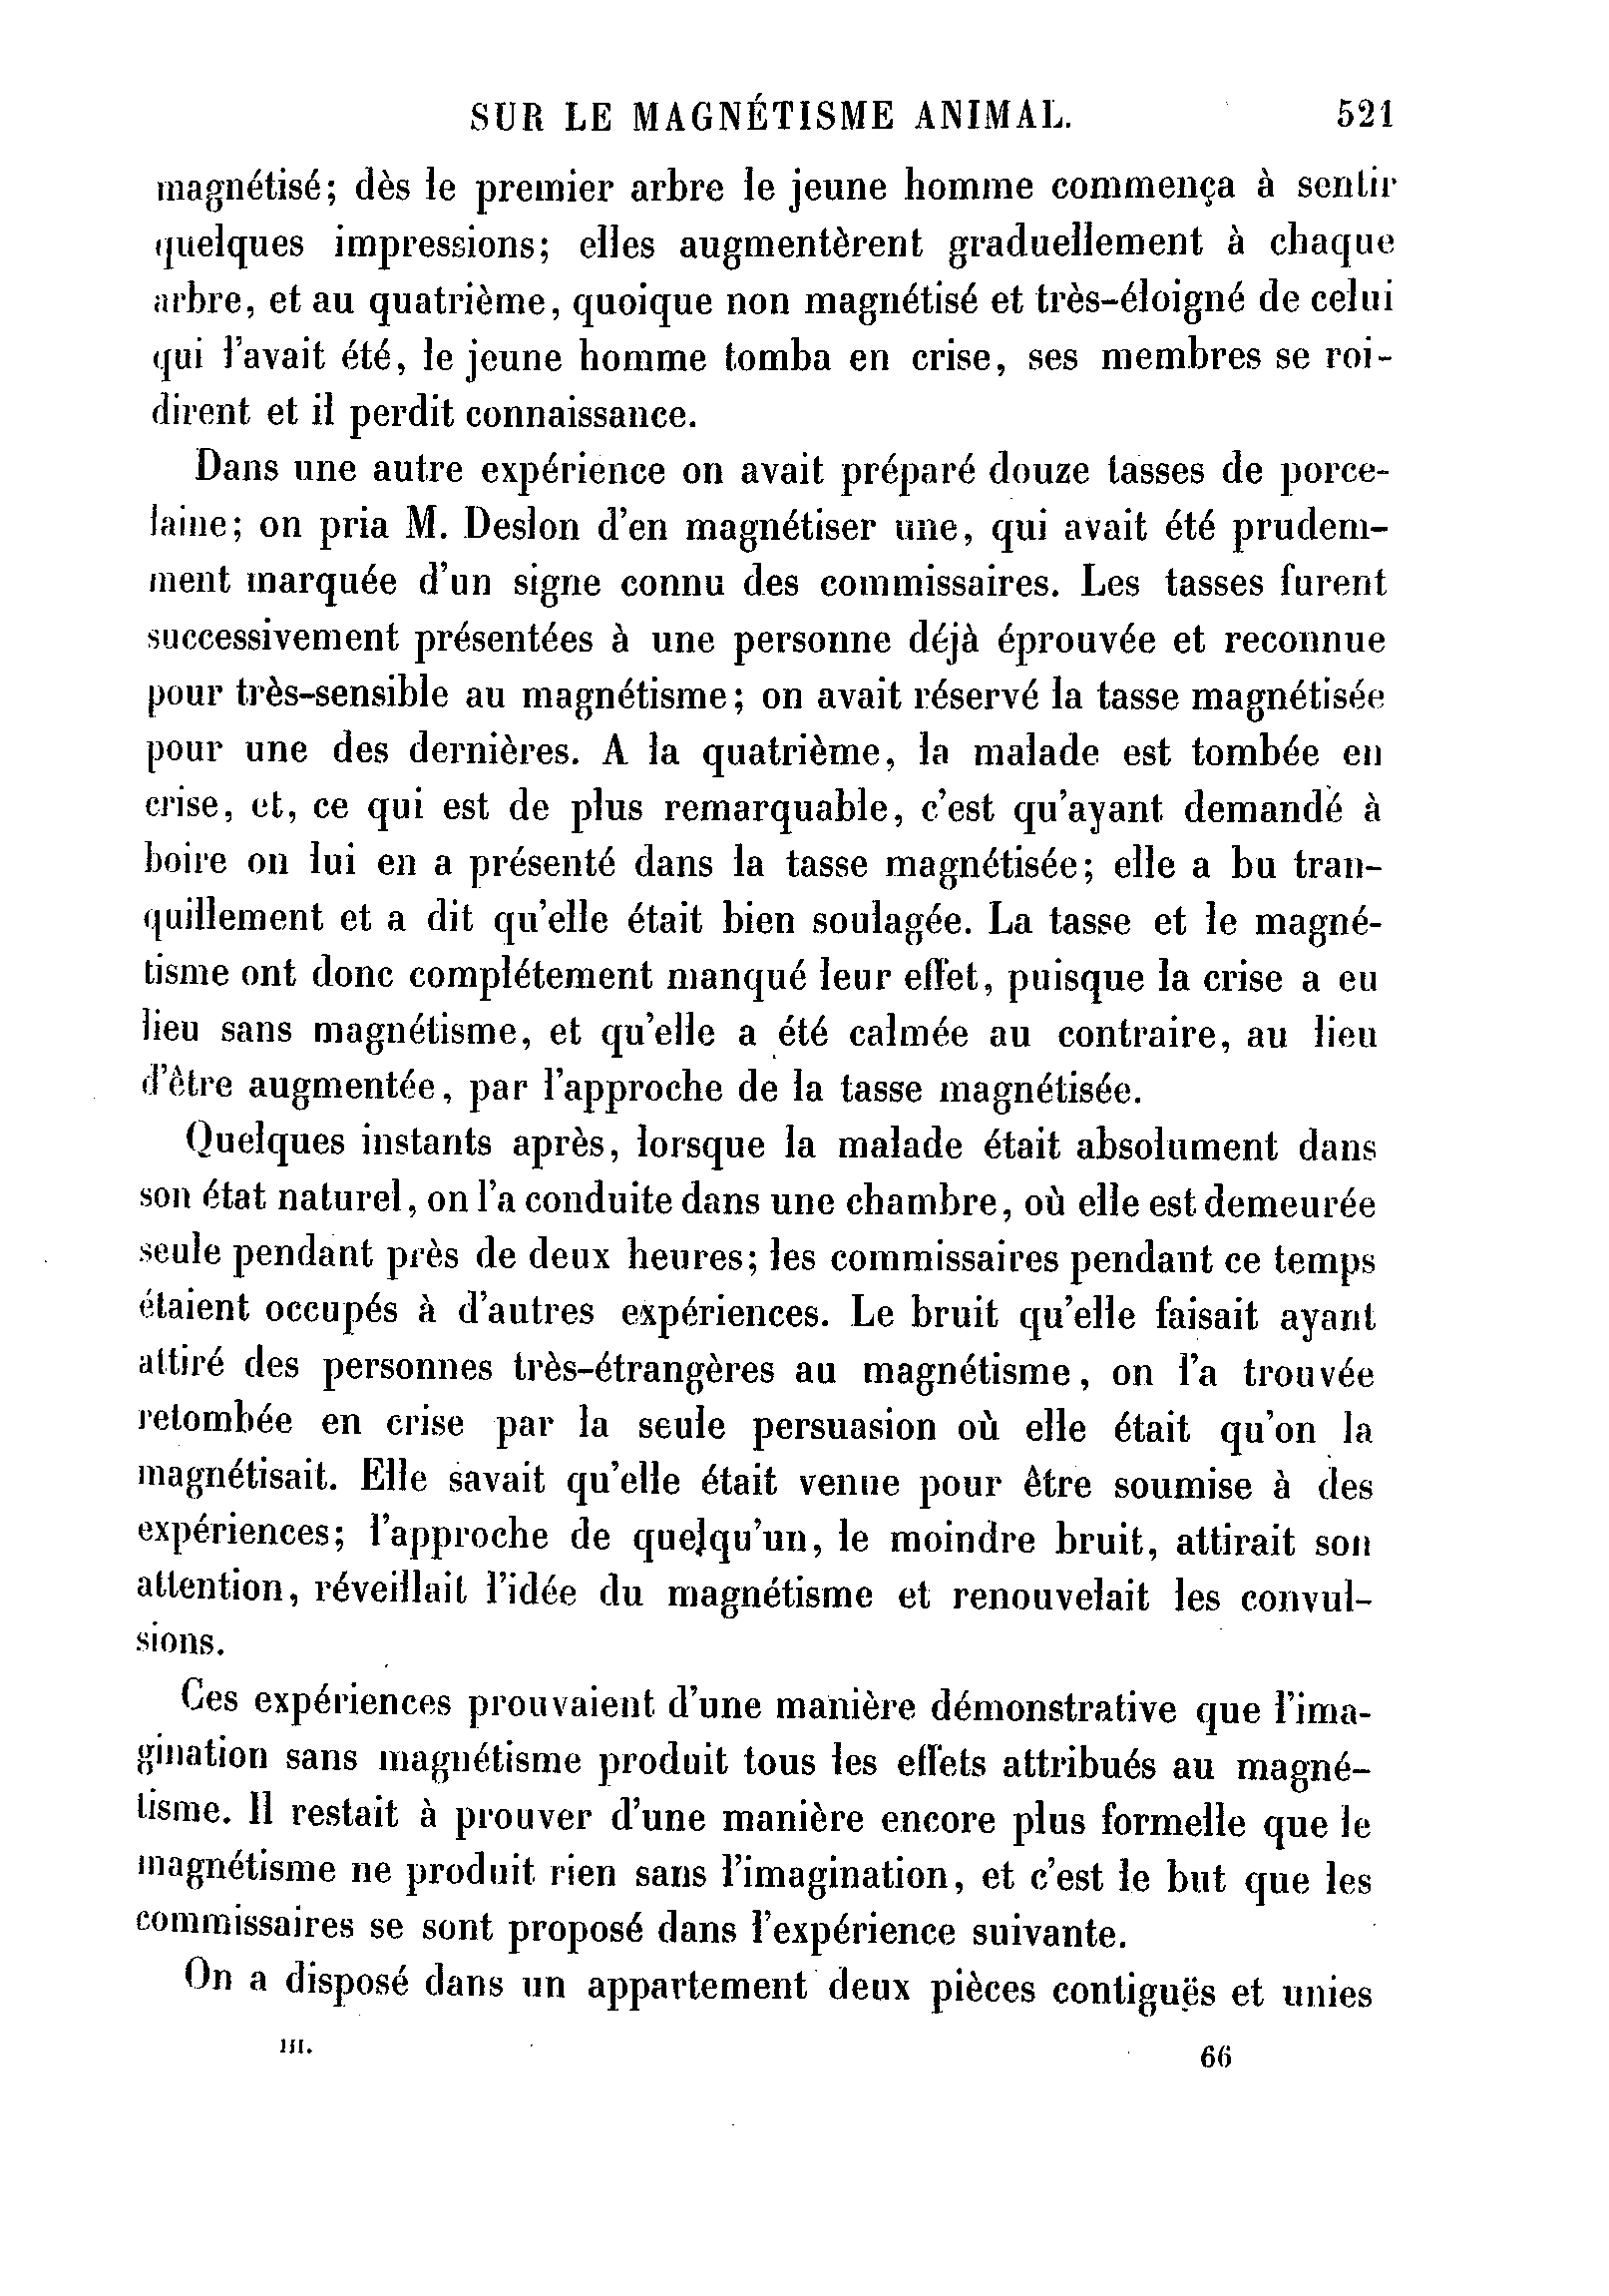 SUR LE MAGNÉTISME ANIMAL. 521
magnétisé; dès le premier arbre le jeune homme commença à sentir
quelques impressions; elles augmentèrent graduellement à chaque
arbre, et au quatrième, quoique non magnétisé et très-éloigné de celui
qui l'avait été, le jeune homme tomba en crise, ses membres se roi-
dirent et il perdit connaissance.
Dans une autre expérience on avait préparé douze tasses de porce-
laine; on pria M. Deslon d'en magnétiser une, qui avait été prudem-
ment marquée d'un signe connu des commissaires. Les tasses furent
successivement présentées à une personne déjà éprouvée et reconnue
pour très-sensible au magnétisme; on avait réservé la tasse magnétisée
pour une des dernières. A la quatrième, la malade est tombée en
crise, et, ce qui est de plus remarquable, c'est qu'ayant demandé à
boire on lui en a présenté dans la tasse magnétisée; elle a bu tran-
quillement et a dit qu'elle était bien soulagée. La tasse et le magné-
tisme ont donc complétement manqué leur effet, puisque la crise a eu
lieu sans magnétisme, et qu'elle a été calmée au contraire, au lieu
d'être augmentée, par l'approche de la tasse magnétisée.
Quelques instants après, lorsque la malade était absolument dans
son état naturel, on l'a conduite dans une chambre, où elle est demeurée
seule pendant près de deux heures; les commissaires pendant ce temps
étaient occupés à d'autres expériences. Le bruit qu'elle faisait ayant
attiré des personnes très-étrangères au magnétisme, on l'a trouvée
retombée en crise par la seule persuasion où elle était qu'on la
magnétisait. Elle savait qu'elle était venue pour être soumise à des
expériences; l'approche de quelqu'un, le moindre bruit, attirait son
attention, réveillait l'idée du magnétisme et renouvelait les convul-
sions.
Ces expériences prouvaient d'une manière démonstrative que l'ima-
gination sans magnétisme produit tous les effets attribués au magné-
tisme. Il restait à prouver d'une manière encore plus formelle que le
magnétisme ne produit rien sans l'imagination, et c'est le but que les
commissaires se sont proposé dans l'expérience suivante.
On a disposé dans un appartement deux pièces contiguës et unies
III. 66